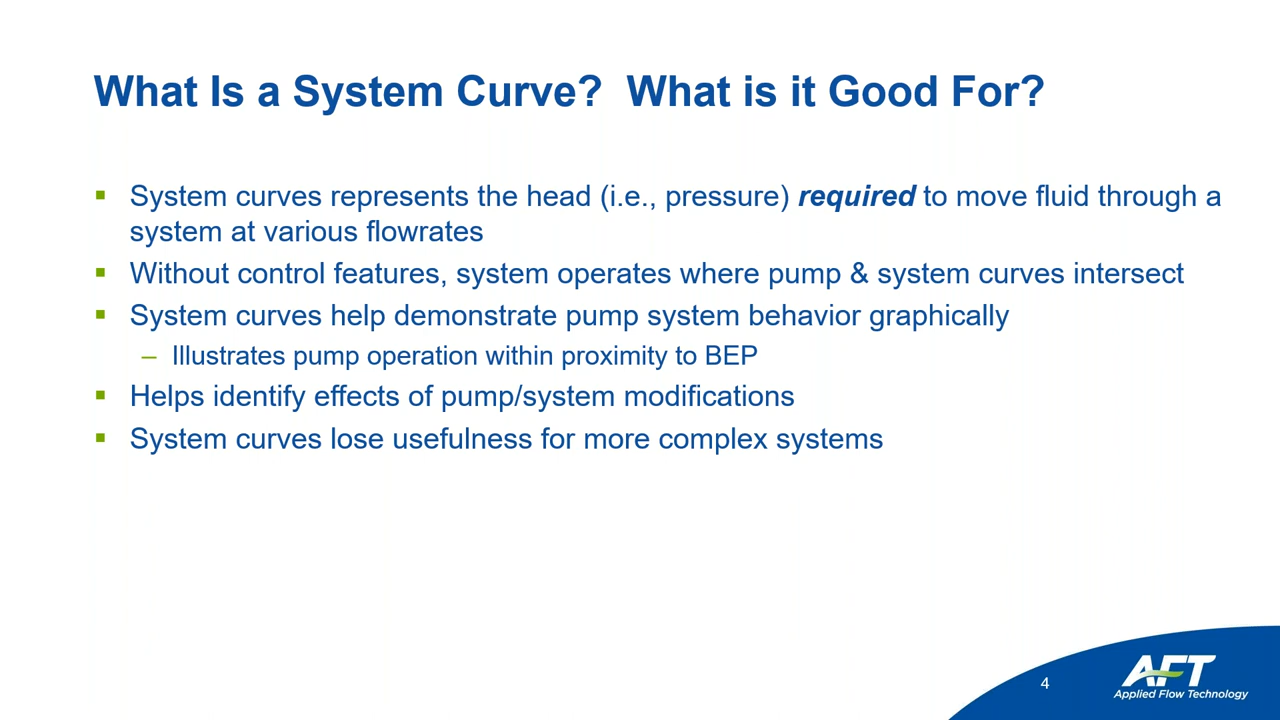 What Is a System Curve?  What is it Good For?
▪ System curves represents the head (i.e., pressure) required to move fluid through a
system at various flowrates
▪ Without control features, system operates where pump & system curves intersect
▪ System curves help demonstrate pump system behavior graphically
– Illustrates pump operation within proximity to BEP
▪ Helps identify effects of pump/system modifications
▪ System curves lose usefulness for more complex systems
4
AFT
Applied Flow Technology